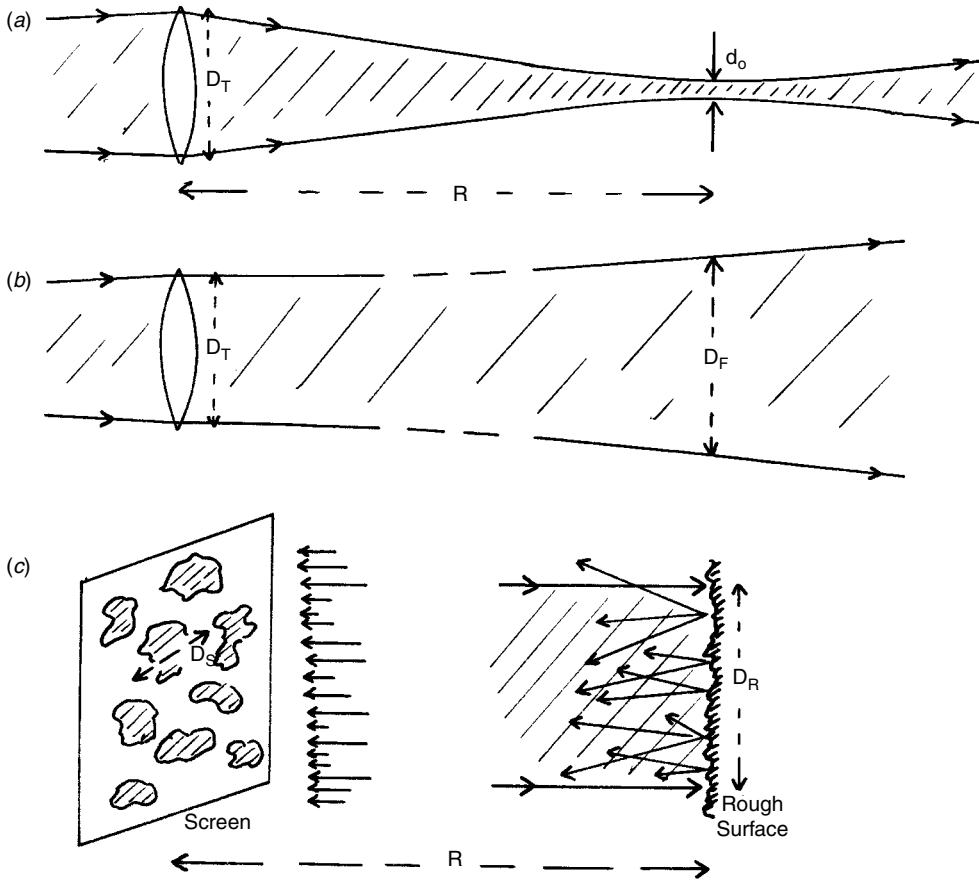 (a)
D_T
d_o
R
(b)
D_T
D_F
(c)
D_S
D_R
Screen
Rough
Surface
R